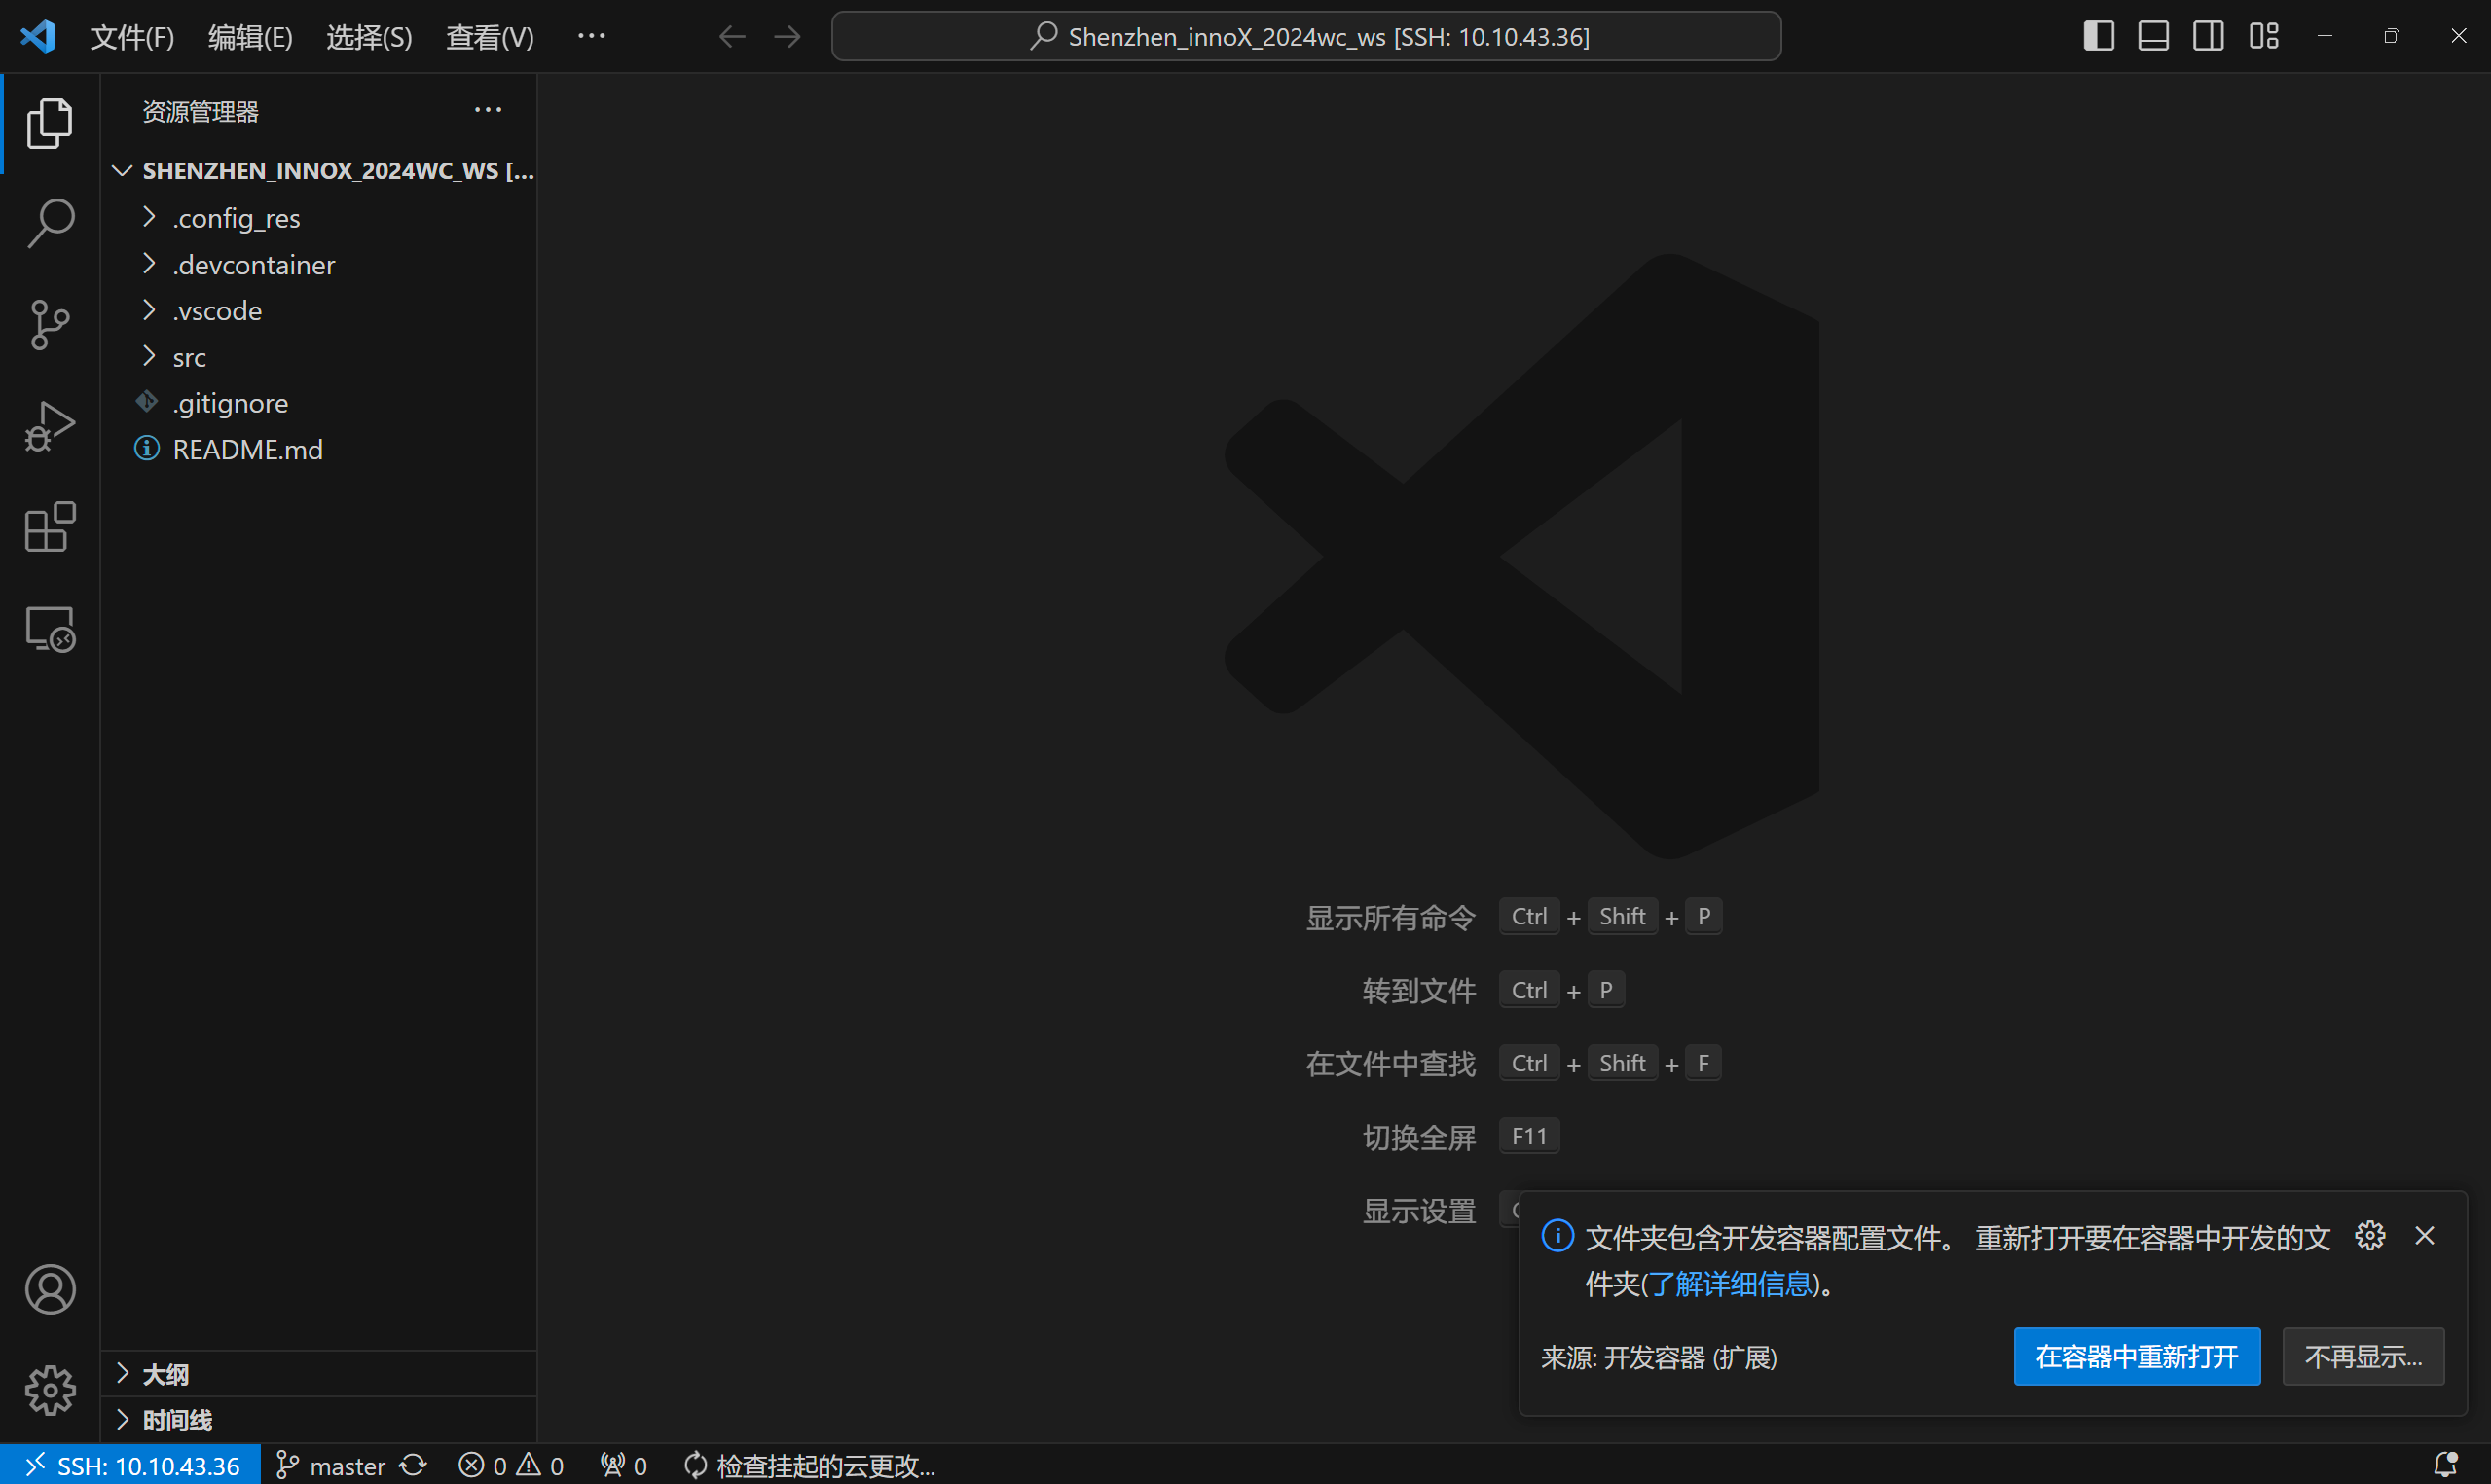 文件(F) 编辑(E) 选择(S) 查看(V) ···
Shenzhen_innoX_2024wc_ws [SSH: 10.10.43.36]
资源管理器 ···
SHENZHEN_INNOX_2024WC_WS [...
.config_res
.devcontainer
.vscode
src
.gitignore
README.md
显示所有命令 Ctrl + Shift + P
转到文件 Ctrl + P
在文件中查找 Ctrl + Shift + F
切换全屏 F11
显示设置
文件夹包含开发容器配置文件。 重新打开要在容器中开发的文
件夹(了解详细信息)。
来源: 开发容器 (扩展)
在容器中重新打开
不再显示...
大纲
时间线
SSH: 10.10.43.36 master 0 0 0 检查挂起的云更改...